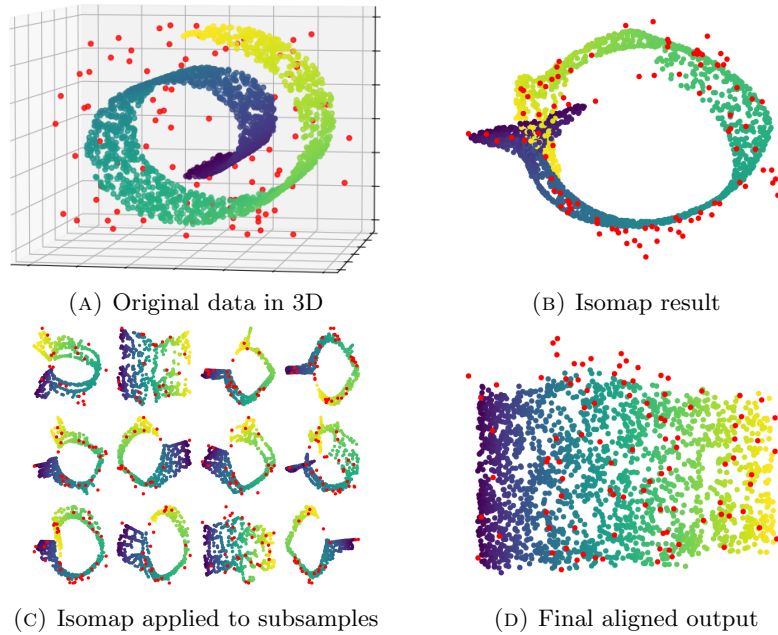 (A) Original data in 3D
(B) Isomap result
(C) Isomap applied to subsamples
(D) Final aligned output